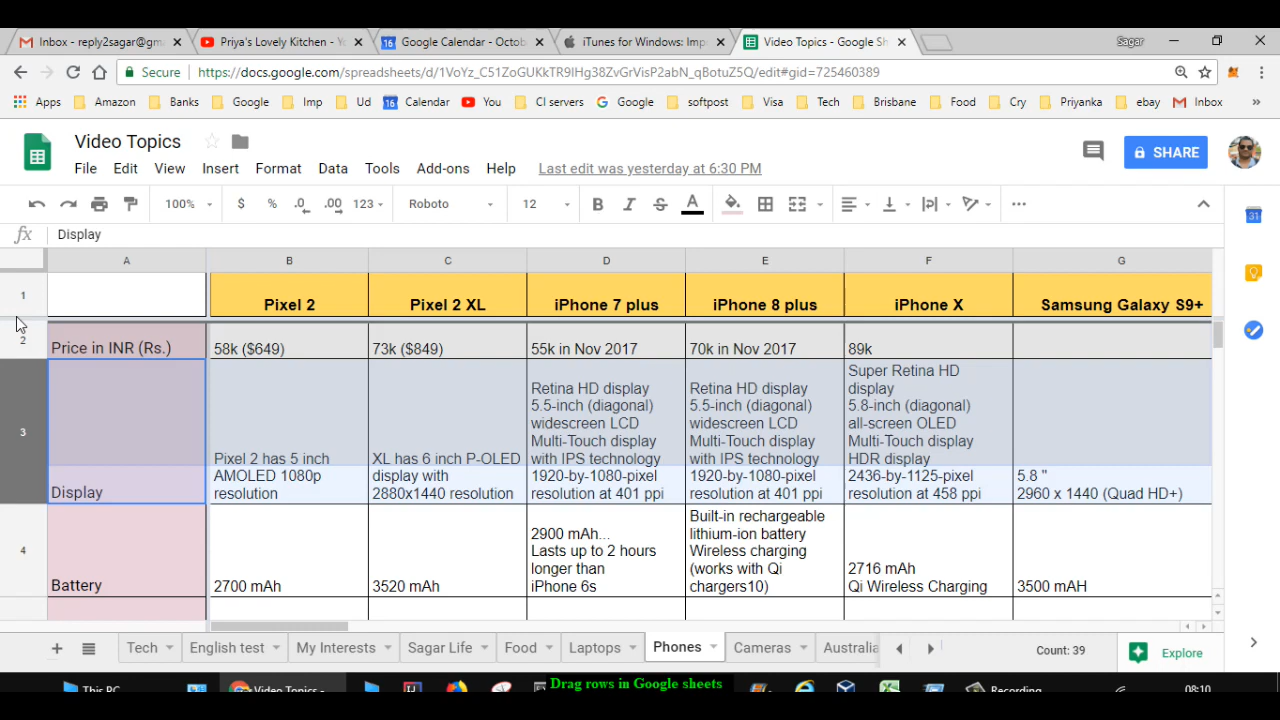 Inbox - reply2sagar@gm
Priya's Lovely Kitchen - Yo
Google Calendar - Octob
iTunes for Windows: Imp
Video Topics - Google Sh
Sagar
Secure
https://docs.google.com/spreadsheets/d/1VoYz_C51ZoGUKkTR9IHg38ZvGrVisP2abN_qBotuZ5Q/edit#gid=725460389
Apps
Amazon
Banks
Google
Imp
Ud
Calendar
You
CI servers
Google
softpost
Visa
Tech
Brisbane
Food
Cry
Priyanka
ebay
Inbox
»
Video Topics
SHARE
File
Edit
View
Insert
Format
Data
Tools
Add-ons
Help
Last edit was yesterday at 6:30 PM
100%
$
%
.0
.00
123
Roboto
12
B
I
S
A
fx
Display
A
B
C
D
E
F
G
1
Pixel 2
Pixel 2 XL
iPhone 7 plus
iPhone 8 plus
iPhone X
Samsung Galaxy S9+
2
Price in INR (Rs.)
58k ($649)
73k ($849)
55k in Nov 2017
70k in Nov 2017
89k
3
Display
Pixel 2 has 5 inch
AMOLED 1080p
resolution
XL has 6 inch P-OLED
display with
2880x1440 resolution
Retina HD display
5.5-inch (diagonal)
widescreen LCD
Multi-Touch display
with IPS technology
1920-by-1080-pixel
resolution at 401 ppi
Retina HD display
5.5-inch (diagonal)
widescreen LCD
Multi-Touch display
with IPS technology
1920-by-1080-pixel
resolution at 401 ppi
Super Retina HD
display
5.8-inch (diagonal)
all-screen OLED
Multi-Touch display
HDR display
2436-by-1125-pixel
resolution at 458 ppi
5.8 "
2960 x 1440 (Quad HD+)
4
Battery
2700 mAh
3520 mAh
2900 mAh...
Lasts up to 2 hours
longer than
iPhone 6s
Built-in rechargeable
lithium-ion battery
Wireless charging
(works with Qi
chargers10)
2716 mAh
Qi Wireless Charging
3500 mAH
Tech
English test
My Interests
Sagar Life
Food
Laptops
Phones
Cameras
Australia
Count: 39
Explore
This PC
Video Topics -
Drag rows in Google sheets
Recording
08:10